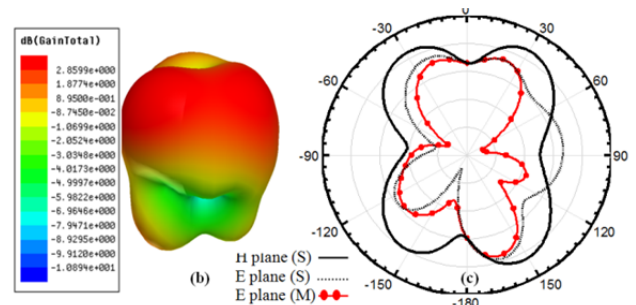 dB(GainTotal)
2.8599e+000
1.8774e+000
8.9500e-001
-8.7450e-002
-1.0699e+000
-2.0524e+000
-3.0348e+000
-4.0173e+000
-4.9997e+000
-5.9822e+000
-6.9646e+000
-7.9471e+000
-8.9295e+000
-9.9120e+000
-1.0894e+001
(b)
0
-30
30
-60
60
-90
90
-120
120
-150
150
-180
H plane (S)
E plane (S)
E plane (M)
(c)